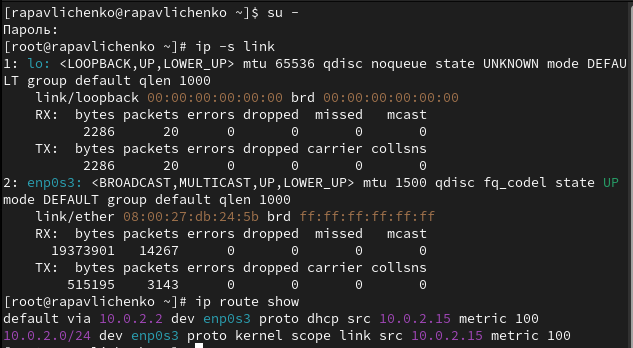 [rapavlichenko@rapavlichenko ~]$ su -
Пароль:
[root@rapavlichenko ~]# ip -s link
1: lo: <LOOPBACK,UP,LOWER_UP> mtu 65536 qdisc noqueue state UNKNOWN mode DEFAU
LT group default qlen 1000
    link/loopback 00:00:00:00:00:00 brd 00:00:00:00:00:00
    RX:  bytes packets errors dropped  missed   mcast
          2286      20      0       0       0       0
    TX:  bytes packets errors dropped carrier collsns
          2286      20      0       0       0       0
2: enp0s3: <BROADCAST,MULTICAST,UP,LOWER_UP> mtu 1500 qdisc fq_codel state UP
mode DEFAULT group default qlen 1000
    link/ether 08:00:27:db:24:5b brd ff:ff:ff:ff:ff:ff
    RX:  bytes packets errors dropped  missed   mcast
      19373901   14267      0       0       0       0
    TX:  bytes packets errors dropped carrier collsns
        515195    3143      0       0       0       0
[root@rapavlichenko ~]# ip route show
default via 10.0.2.2 dev enp0s3 proto dhcp src 10.0.2.15 metric 100
10.0.2.0/24 dev enp0s3 proto kernel scope link src 10.0.2.15 metric 100